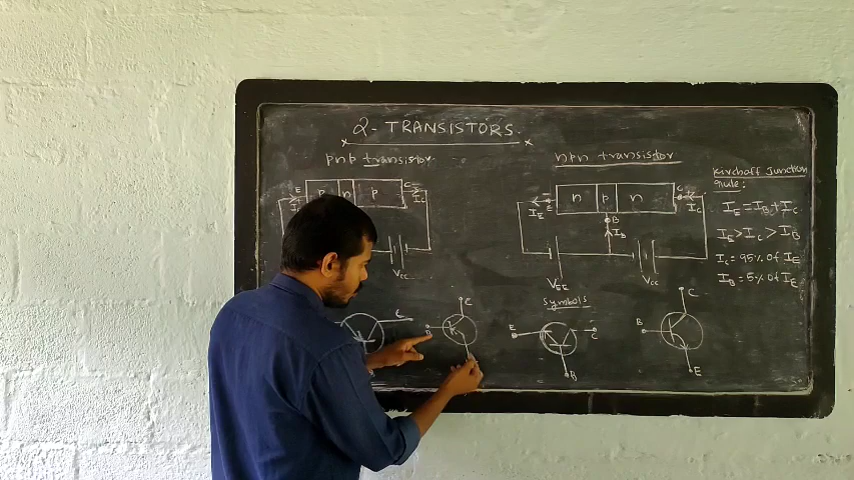 2- TRANSISTORS.
pnp transistor
E
C
P n P
IC
VCC
C
B
C
npn transistor
E
C
n P n
IE
B
IB
IC
VEE
VCC
Symbols
E
C
B
C
B
E
Kirchoff Junction
rule:
IE = IB + IC
IE > IC > IB
IC = 95% of IE
IB = 5% of IE